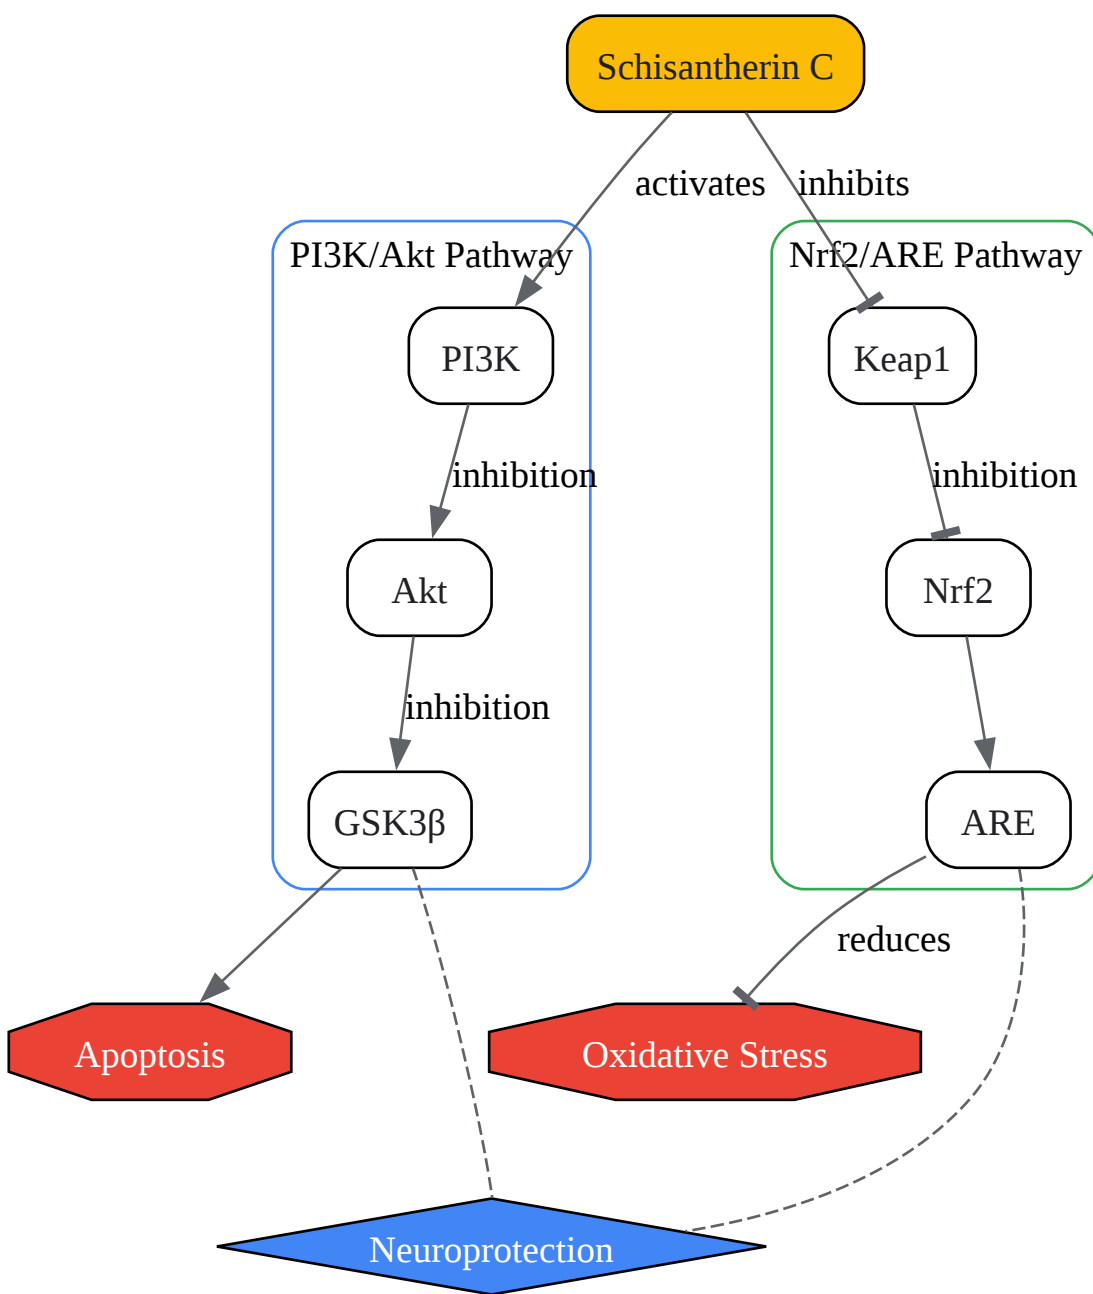 Schisantherin C
activates
inhibits
PI3K/Akt Pathway
Nrf2/ARE Pathway
PI3K
Keap1
inhibition
inhibition
Akt
Nrf2
inhibition
GSK3β
ARE
reduces
Apoptosis
Oxidative Stress
Neuroprotection